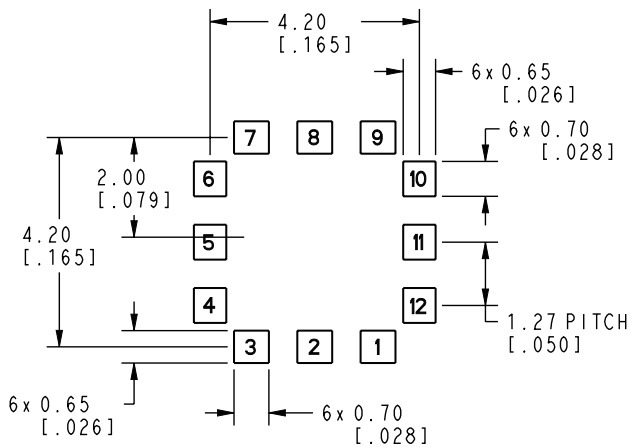 4.20
[.165]
6x 0.65
[.026]
7 8 9
6x 0.70
[.028]
2.00
[.079]
6 10
4.20
[.165]
5 11
4 12
1.27 PITCH
[.050]
3 2 1
6x 0.65
[.026]
6x 0.70
[.028]